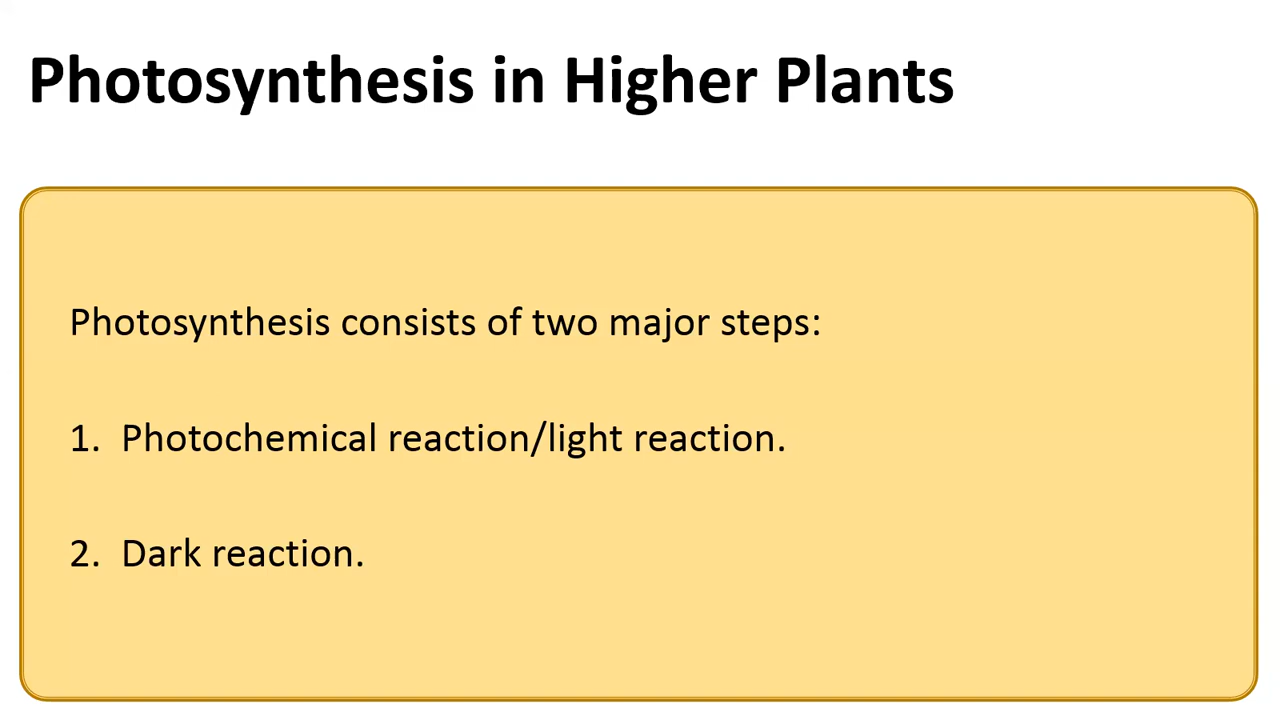 Photosynthesis in Higher Plants
Photosynthesis consists of two major steps:
1. Photochemical reaction/light reaction.
2. Dark reaction.